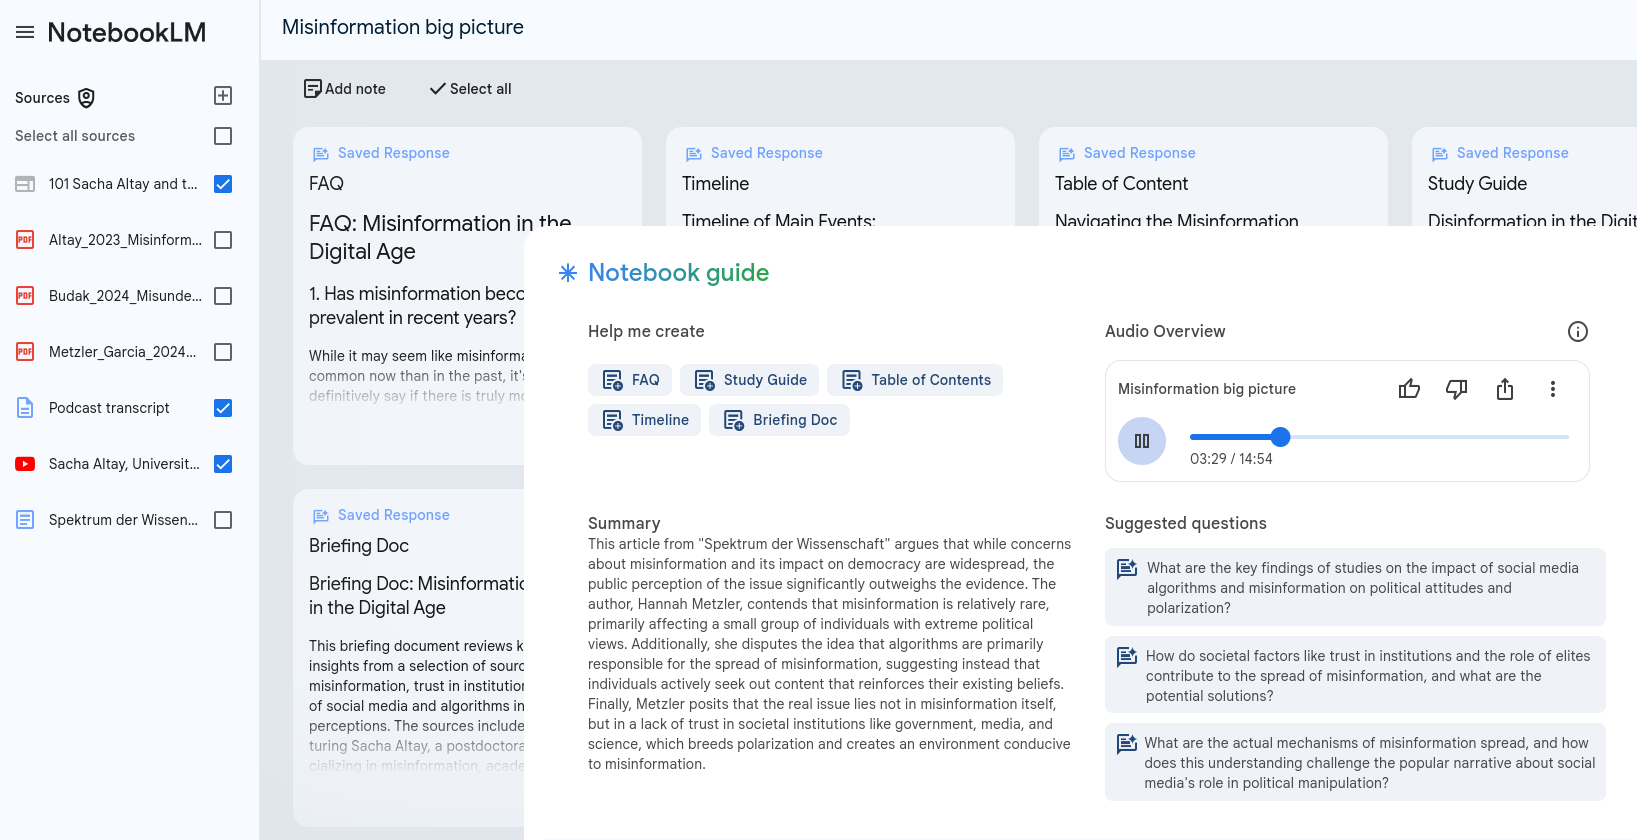 NotebookLM
Sources
Select all sources
101 Sacha Altay and t...
Altay_2023_Misinform...
Budak_2024_Misunde...
Metzler_Garcia_2024...
Podcast transcript
Sacha Altay, Universit...
Spektrum der Wissen...
Misinformation big picture
Add note
Select all
Saved Response
FAQ
FAQ: Misinformation in the
Digital Age
1. Has misinformation beco
prevalent in recent years?
While it may seem like misinforma
common now than in the past, it's
definitively say if there is truly mo
Saved Response
Timeline
Timeline of Main Events:
Saved Response
Table of Content
Navigating the Misinformation
Saved Response
Study Guide
Disinformation in the Digit
Saved Response
Briefing Doc
Briefing Doc: Misinformatic
in the Digital Age
This briefing document reviews k
insights from a selection of sourc
misinformation, trust in institution
of social media and algorithms in
perceptions. The sources include
turing Sacha Altay, a postdoctora
cializing in misinformation, acade
Notebook guide
Help me create
FAQ
Study Guide
Table of Contents
Timeline
Briefing Doc
Audio Overview
Misinformation big picture
03:29 / 14:54
Summary
This article from "Spektrum der Wissenschaft" argues that while concerns
about misinformation and its impact on democracy are widespread, the
public perception of the issue significantly outweighs the evidence. The
author, Hannah Metzler, contends that misinformation is relatively rare,
primarily affecting a small group of individuals with extreme political
views. Additionally, she disputes the idea that algorithms are primarily
responsible for the spread of misinformation, suggesting instead that
individuals actively seek out content that reinforces their existing beliefs.
Finally, Metzler posits that the real issue lies not in misinformation itself,
but in a lack of trust in societal institutions like government, media, and
science, which breeds polarization and creates an environment conducive
to misinformation.
Suggested questions
What are the key findings of studies on the impact of social media
algorithms and misinformation on political attitudes and
polarization?
How do societal factors like trust in institutions and the role of elites
contribute to the spread of misinformation, and what are the
potential solutions?
What are the actual mechanisms of misinformation spread, and how
does this understanding challenge the popular narrative about social
media's role in political manipulation?